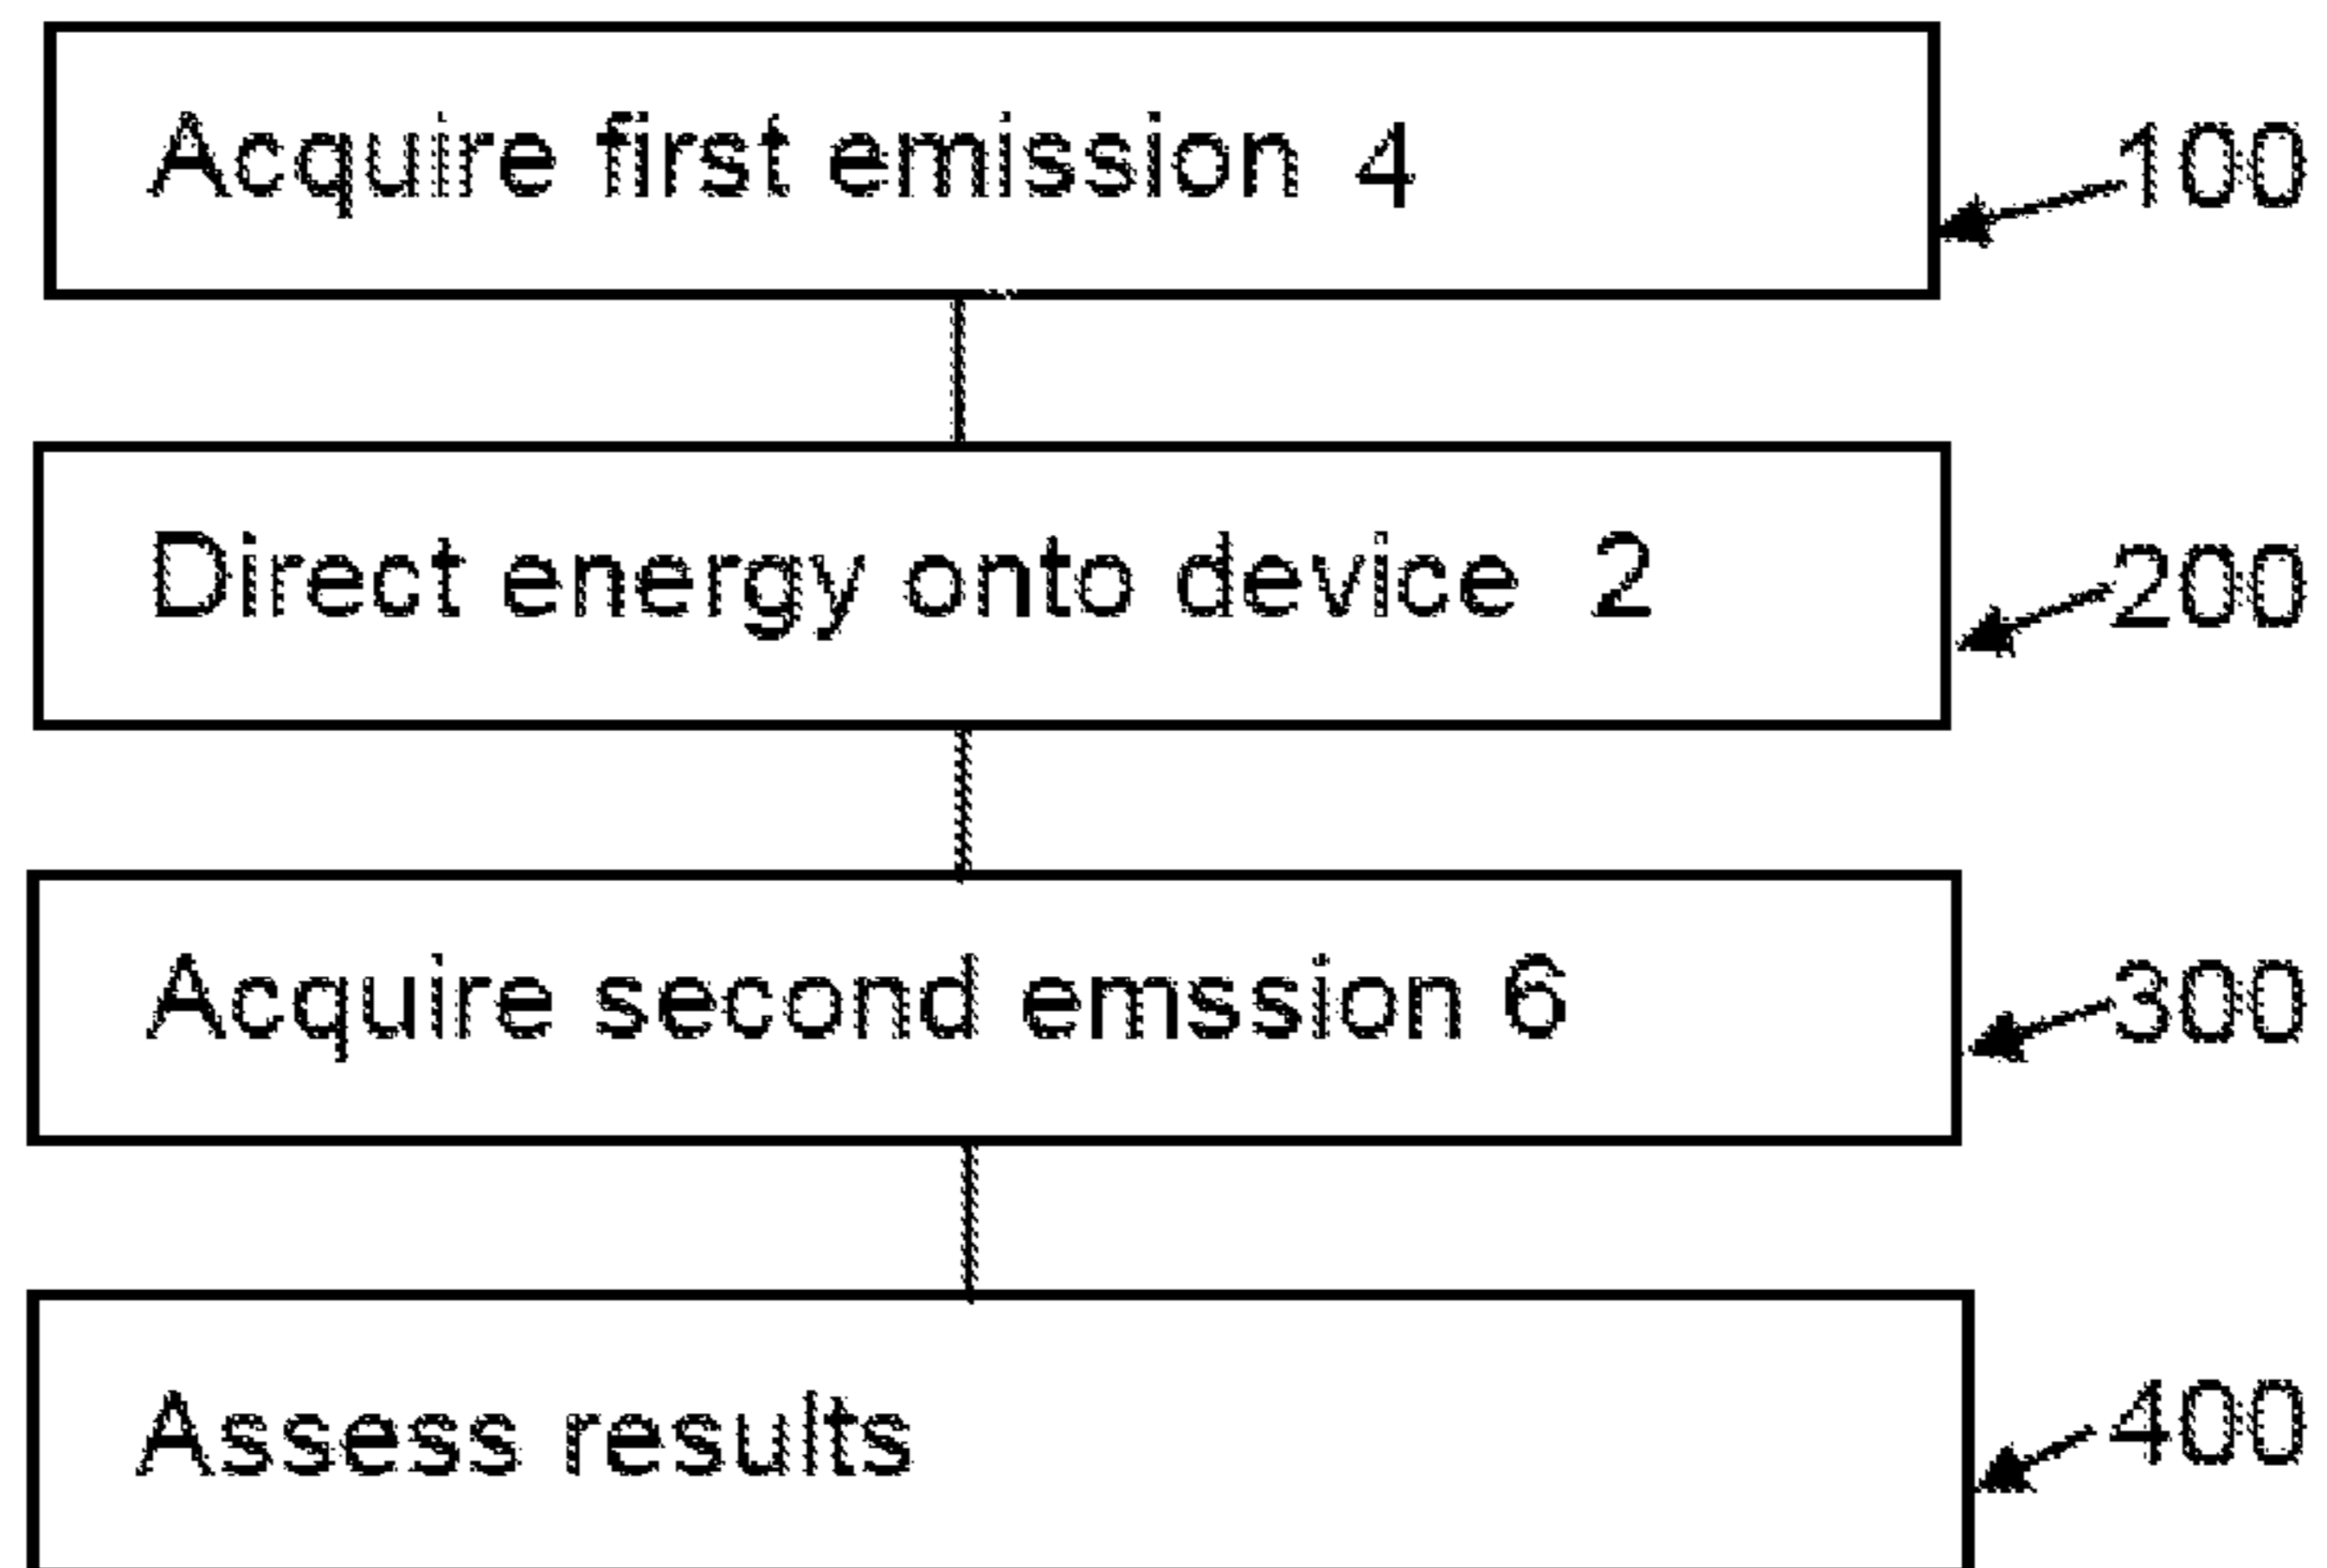 Acquire first emission 4
100
Direct energy onto device 2
200
Acquire second emssion 6
300
Assess results
400